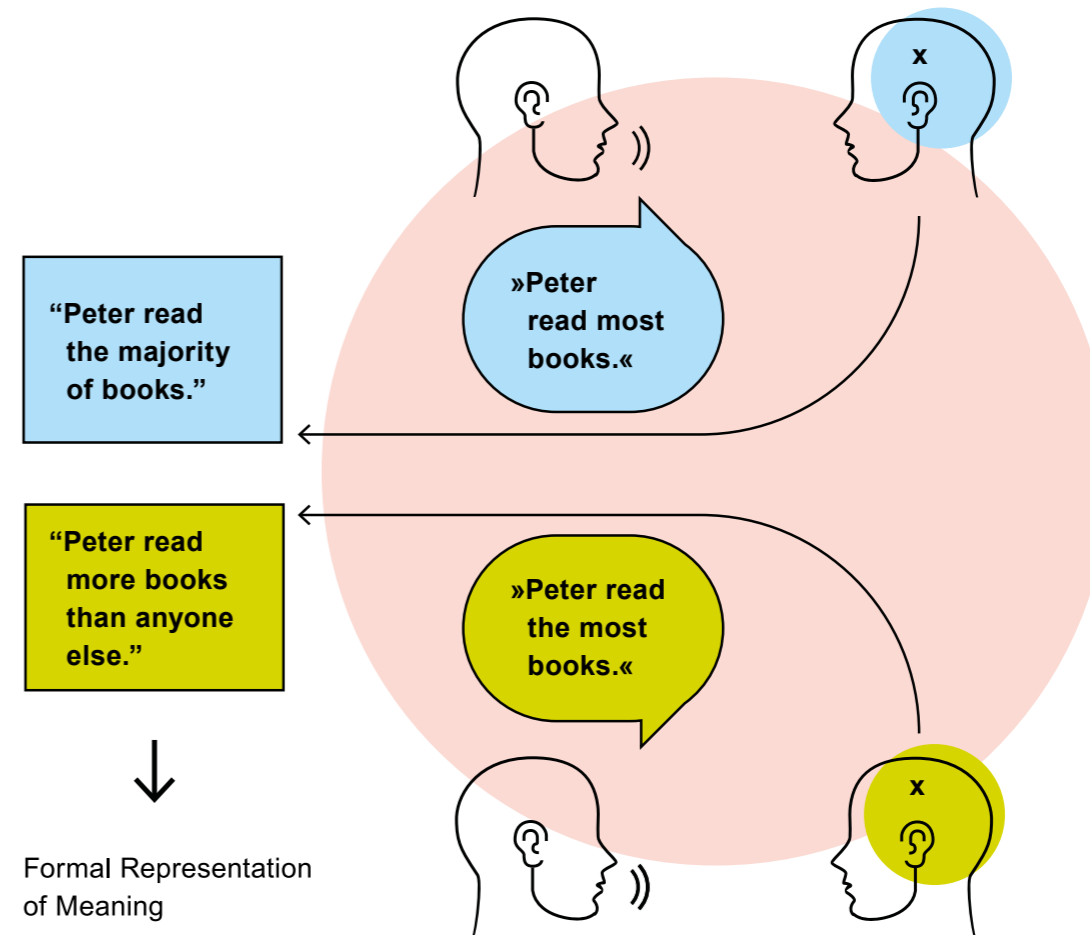 x
»Peter
read most
books.«
“Peter read
the majority
of books.”
“Peter read
more books
than anyone
else.”
»Peter read
the most
books.«
x
Formal Representation
of Meaning